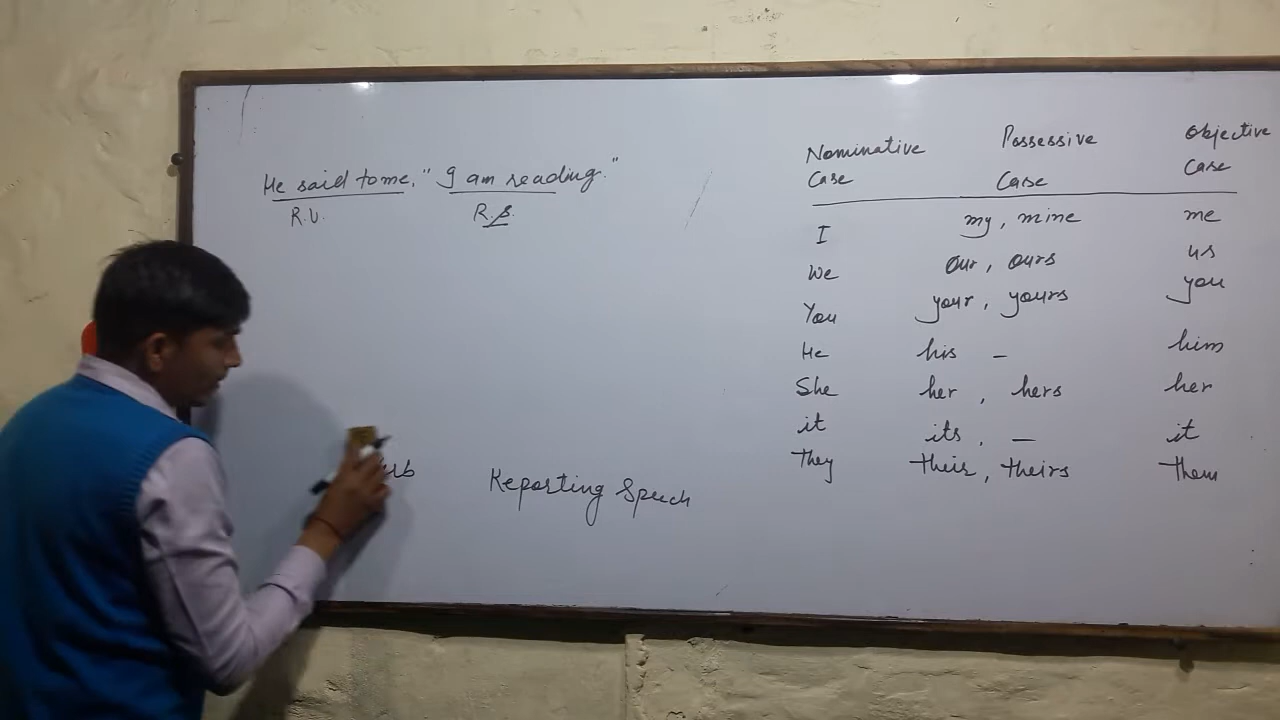 He said to me, "I am reading."
R.V. R.S.
Reporting Speech
Nominative Possessive Objective
Case Case Case
I my, mine me
We our, ours us
You your, yours you
He his - him
She her, hers her
it its, - it
They their, theirs them